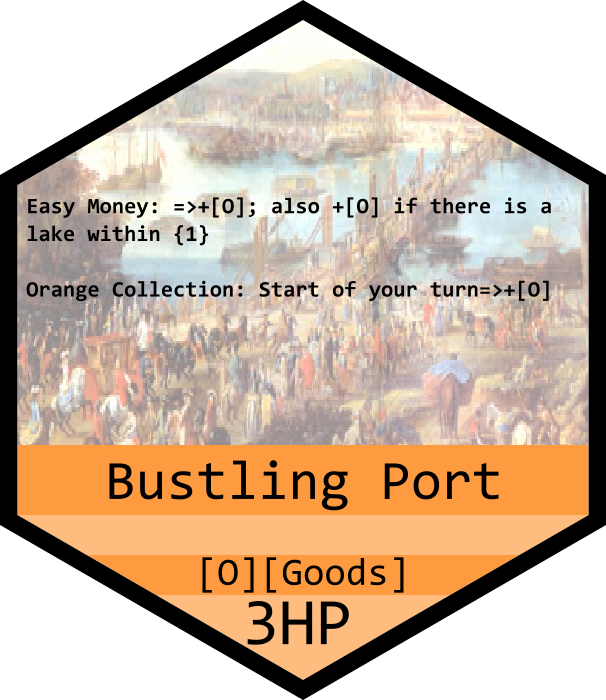 Easy Money: =>+[O]; also +[O] if there is a
lake within {1}
Orange Collection: Start of your turn=>+[O]
Bustling Port
[O][Goods]
3HP